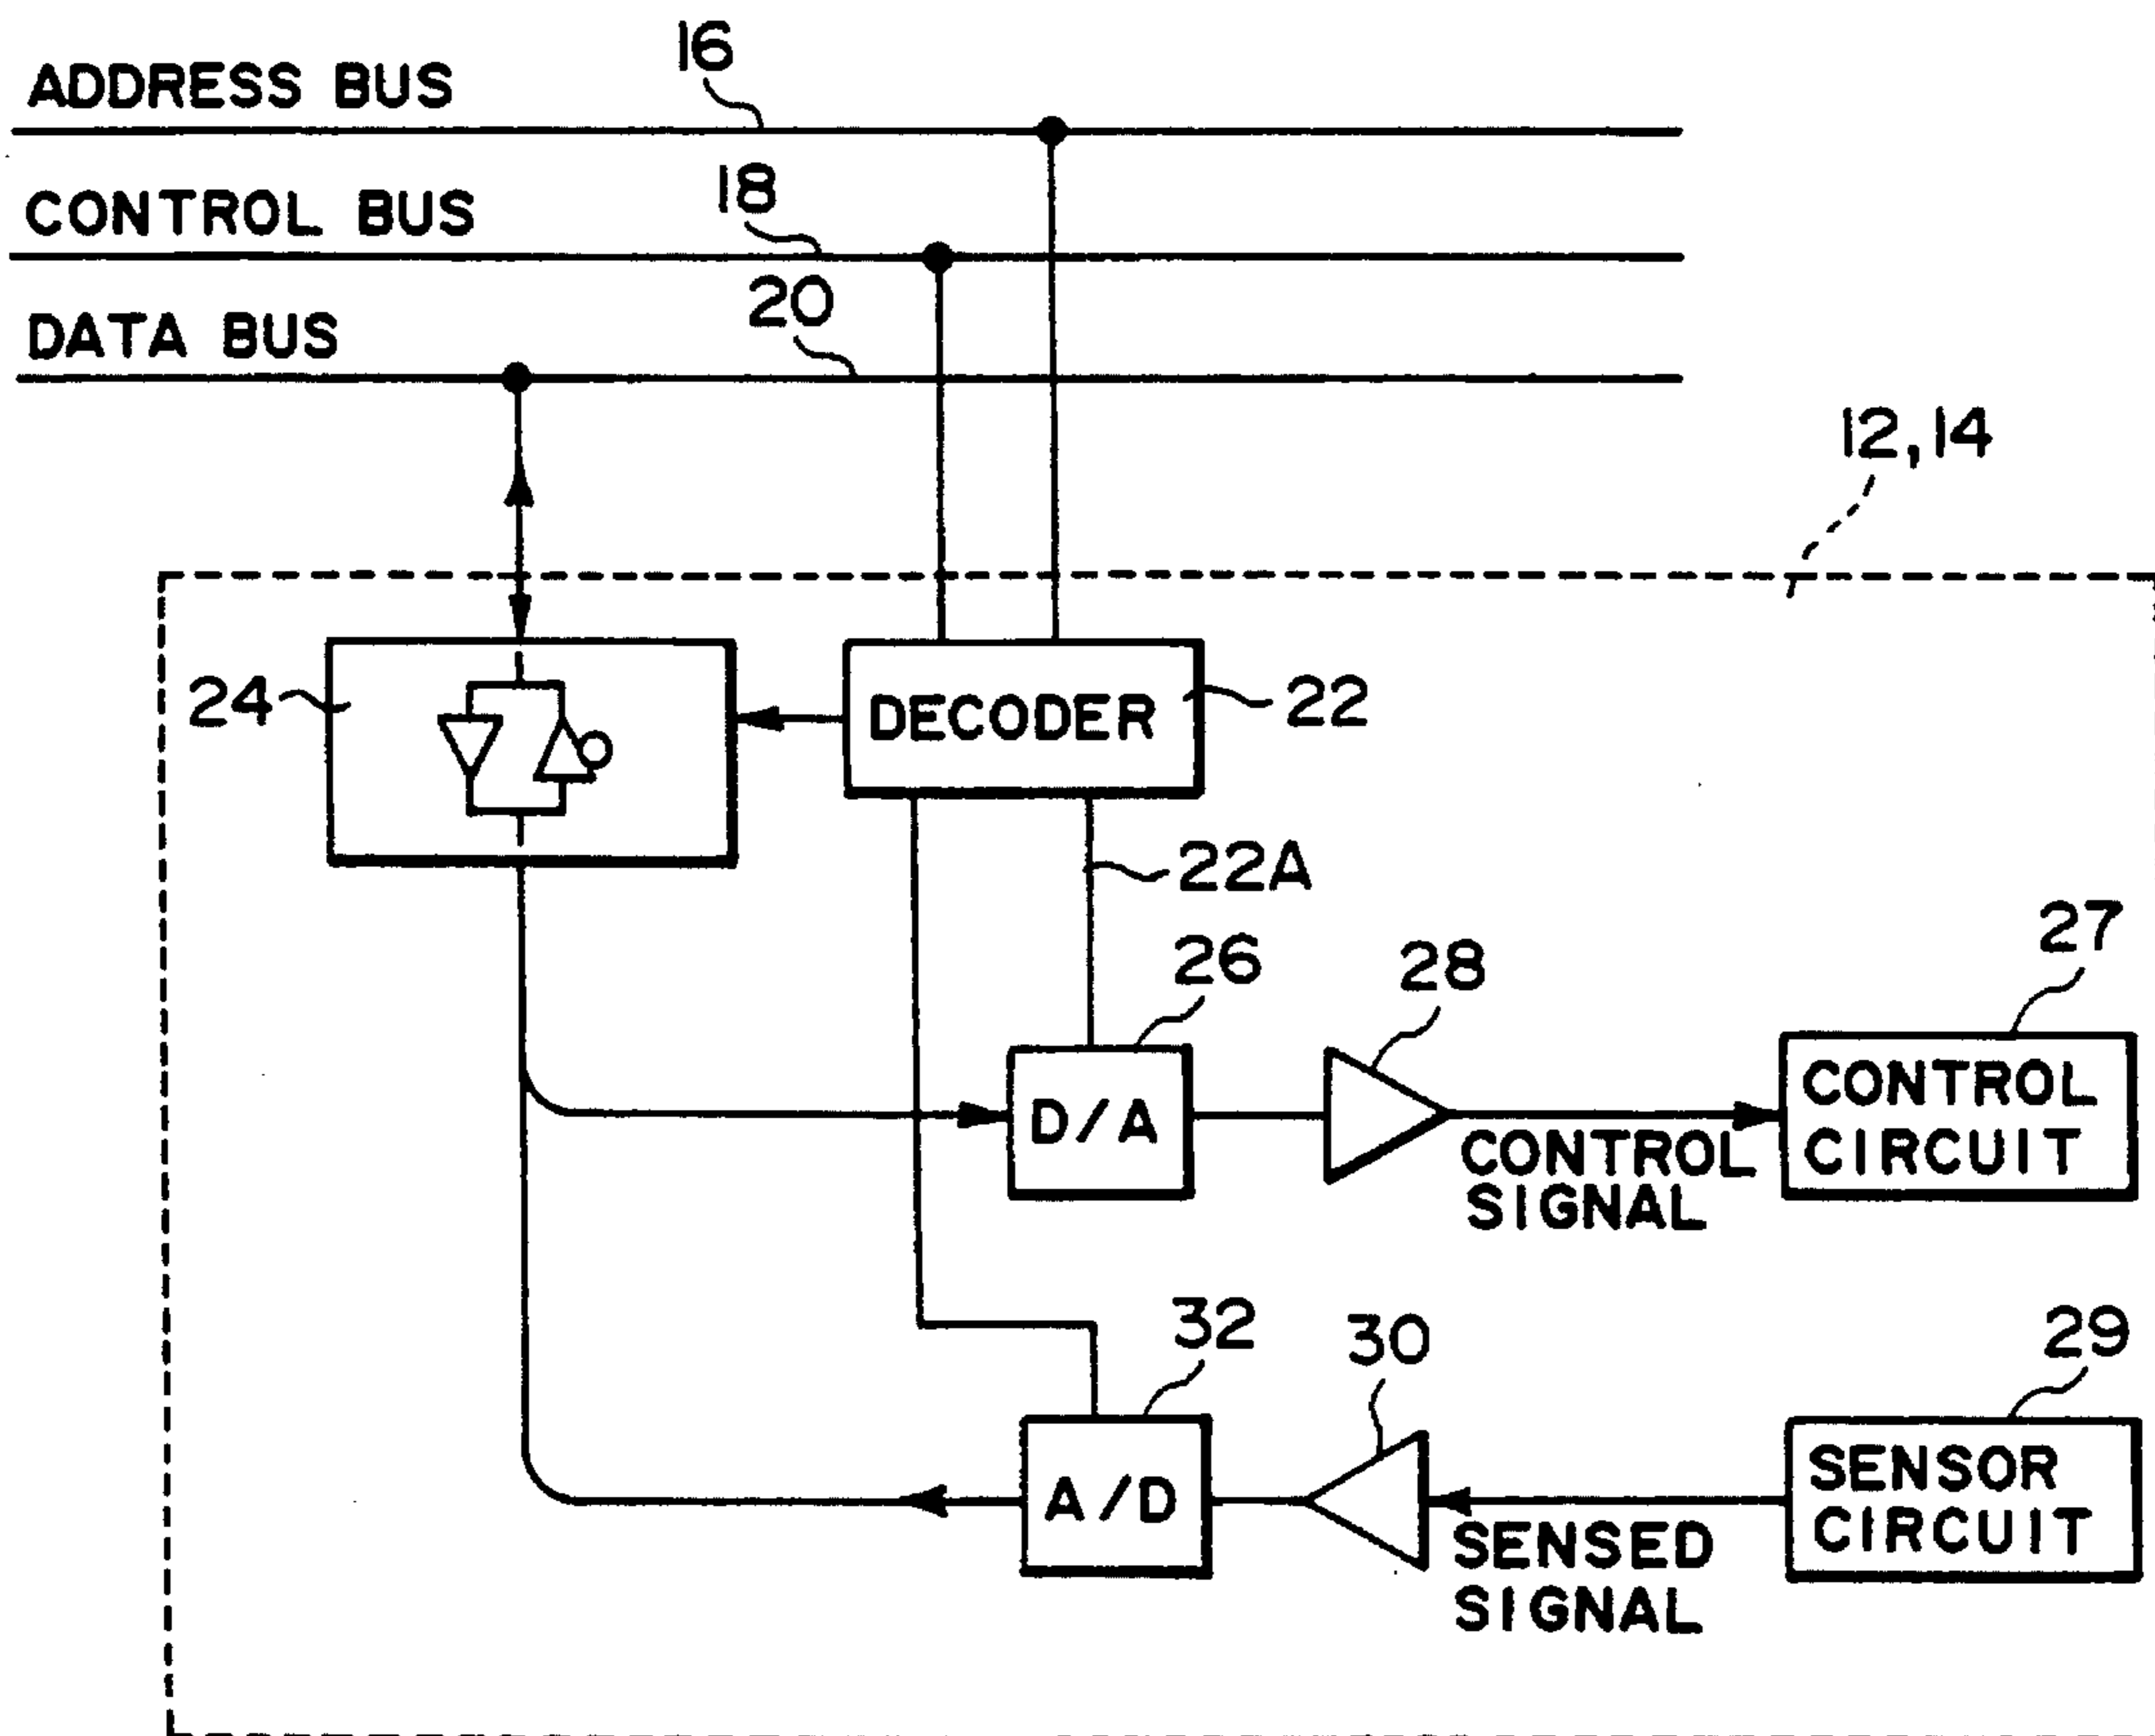 16
ADDRESS BUS
18
CONTROL BUS
20
DATA BUS
12,14
24
DECODER
22
22A
26
28
27
D/A
CONTROL
SIGNAL
CONTROL
CIRCUIT
32
30
29
A/D
SENSED
SIGNAL
SENSOR
CIRCUIT